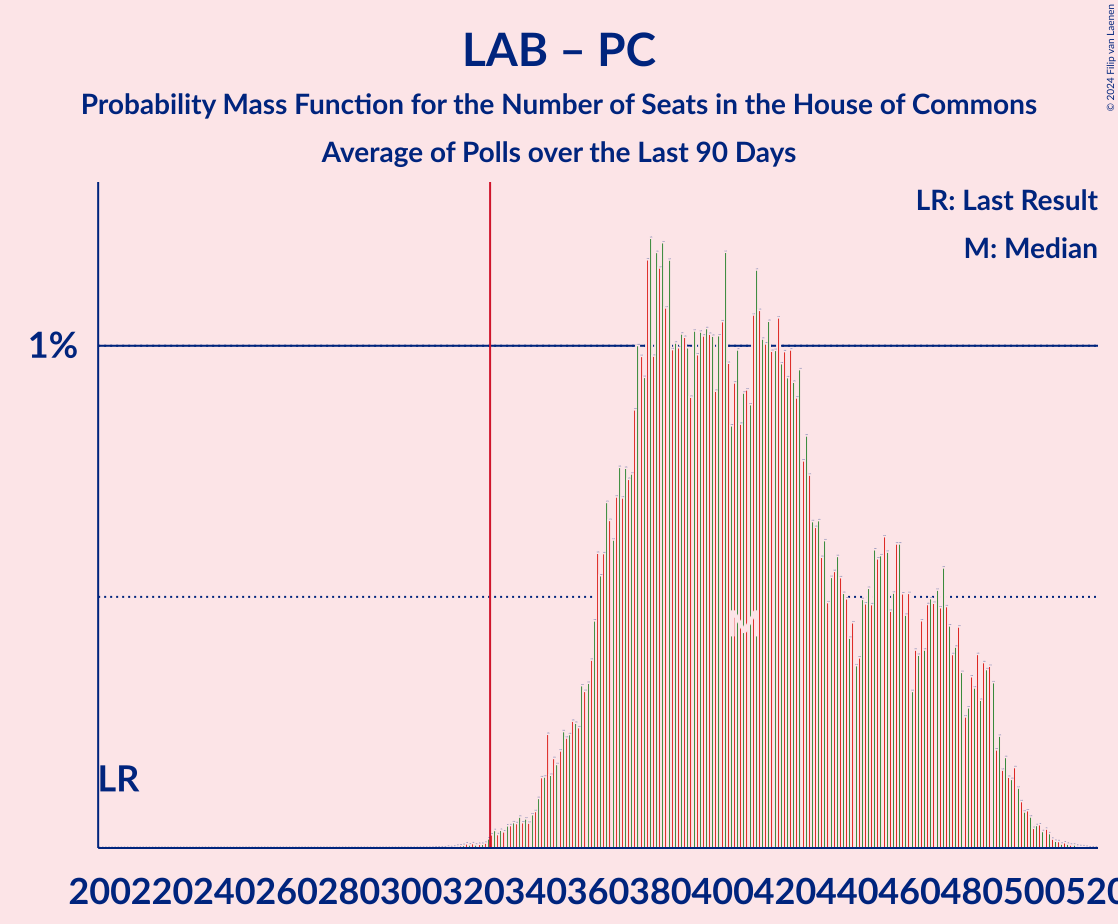 LAB – PC
Probability Mass Function for the Number of Seats in the House of Commons
Average of Polls over the Last 90 Days
© 2024 Filip van Laenen
LR: Last Result
M: Median
1%
M
LR
200 220 240 260 280 300 320 340 360 380 400 420 440 460 480 500 520